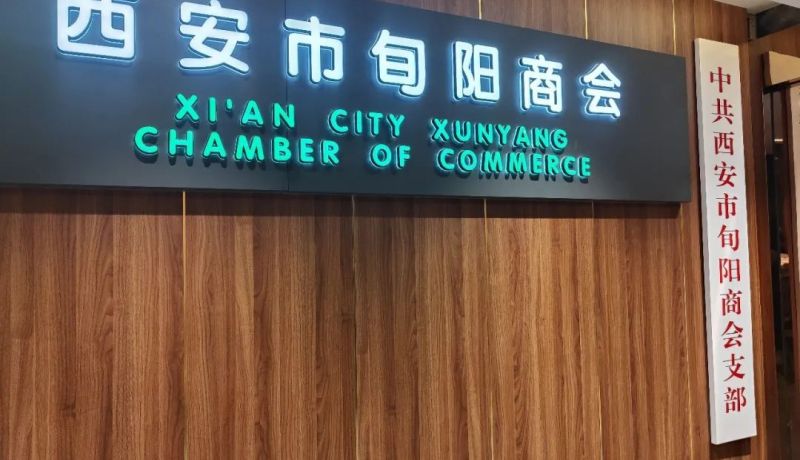 西安市旬阳商会
XI'AN CITY XUNYANG
CHAMBER OF COMMERCE
中共西安市旬阳商会支部